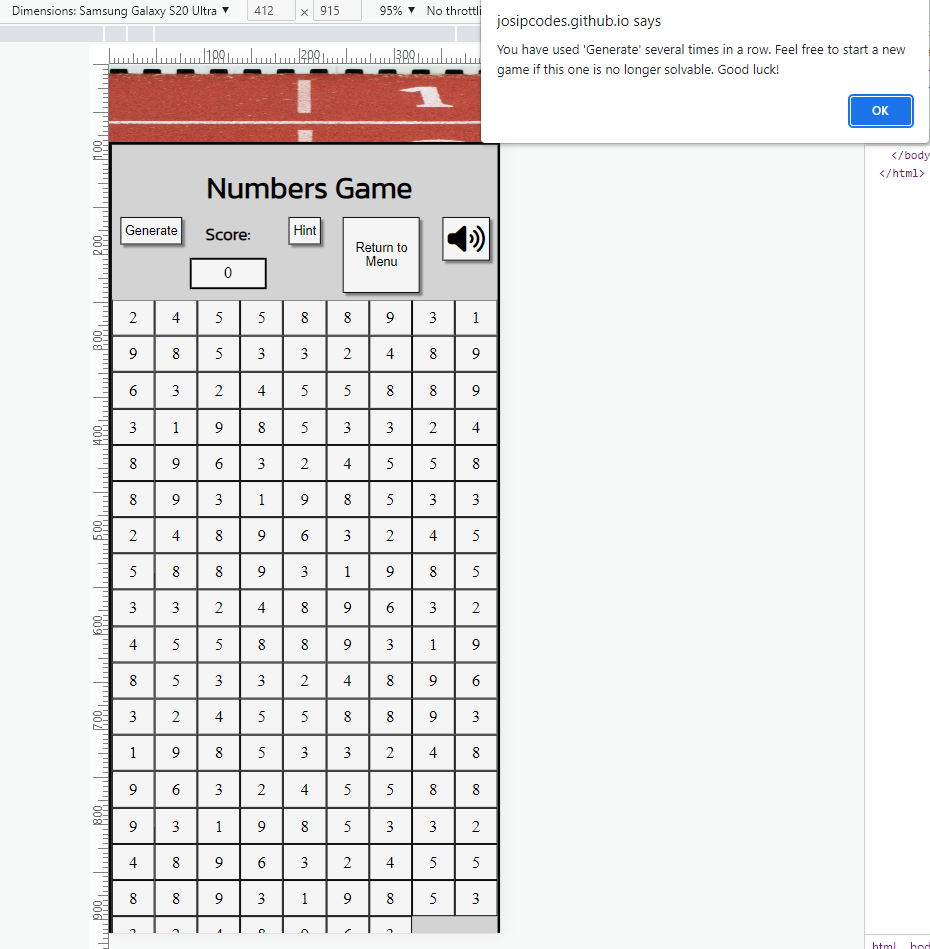 Dimensions: Samsung Galaxy S20 Ultra ▼ 412 × 915 95% ▼ No throttli
josipcodes.github.io says
You have used 'Generate' several times in a row. Feel free to start a new
game if this one is no longer solvable. Good luck!
OK
100 200 300
1
</body
</html>
Numbers Game
Generate Score: Hint Return to
Menu
0
2 4 5 5 8 8 9 3 1
9 8 5 3 3 2 4 8 9
6 3 2 4 5 5 8 8 9
3 1 9 8 5 3 3 2 4
8 9 6 3 2 4 5 5 8
8 9 3 1 9 8 5 3 3
2 4 8 9 6 3 2 4 5
5 8 8 9 3 1 9 8 5
3 3 2 4 8 9 6 3 2
4 5 5 8 8 9 3 1 9
8 5 3 3 2 4 8 9 6
3 2 4 5 5 8 8 9 3
1 9 8 5 3 3 2 4 8
9 6 3 2 4 5 5 8 8
9 3 1 9 8 5 3 3 2
4 8 9 6 3 2 4 5 5
8 8 9 3 1 9 8 5 3
100
200
300
400
500
600
700
800
900
html bod